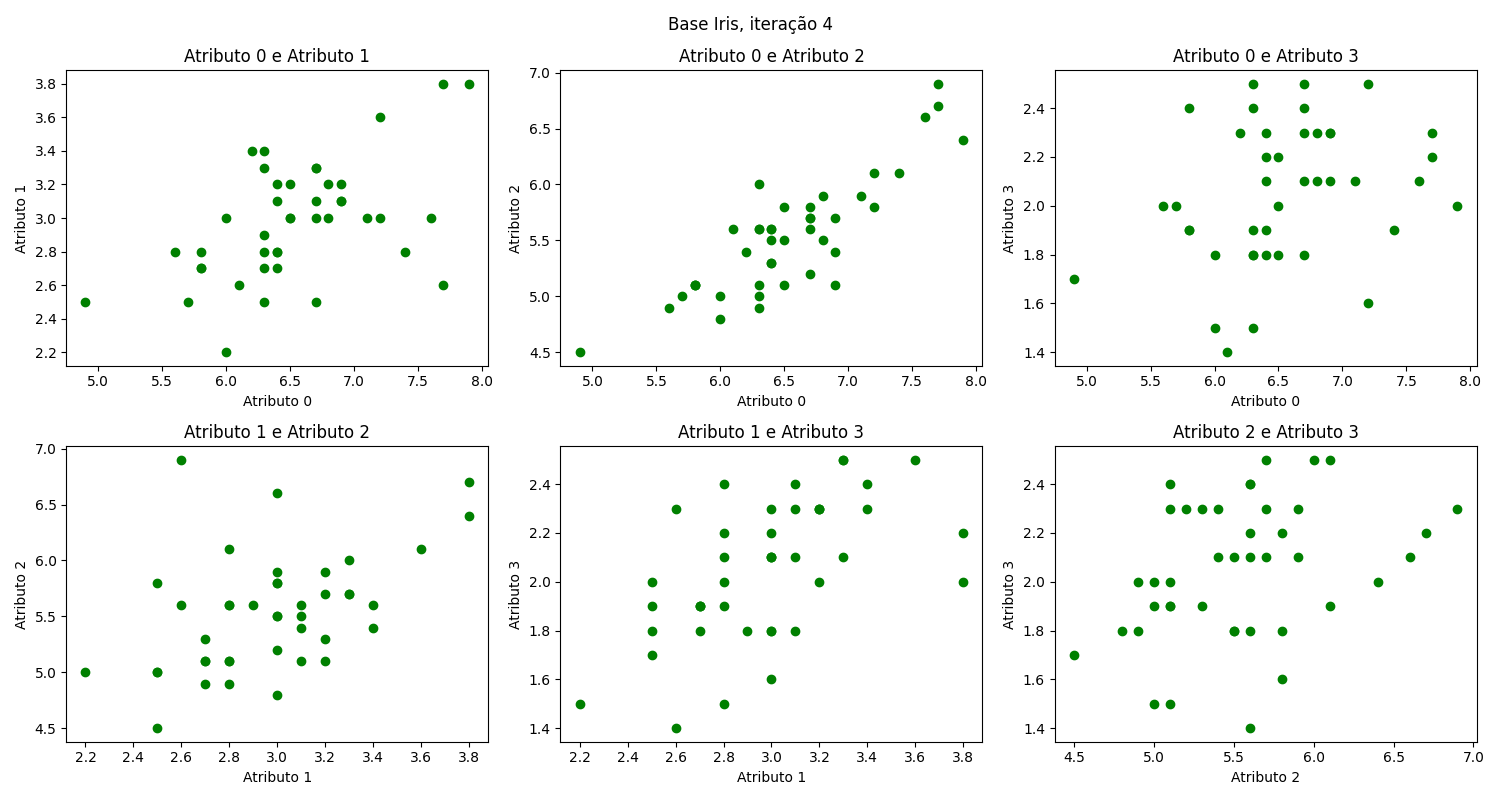 Base Iris, iteração 4
Atributo 0 e Atributo 1
3.8
3.6
3.4
3.2
3.0
2.8
2.6
2.4
2.2
Atributo 1
5.0 5.5 6.0 6.5 7.0 7.5 8.0
Atributo 0
Atributo 0 e Atributo 2
7.0
6.5
6.0
5.5
5.0
4.5
Atributo 2
5.0 5.5 6.0 6.5 7.0 7.5 8.0
Atributo 0
Atributo 0 e Atributo 3
2.4
2.2
2.0
1.8
1.6
1.4
Atributo 3
5.0 5.5 6.0 6.5 7.0 7.5 8.0
Atributo 0
Atributo 1 e Atributo 2
7.0
6.5
6.0
5.5
5.0
4.5
Atributo 2
2.2 2.4 2.6 2.8 3.0 3.2 3.4 3.6 3.8
Atributo 1
Atributo 1 e Atributo 3
2.4
2.2
2.0
1.8
1.6
1.4
Atributo 3
2.2 2.4 2.6 2.8 3.0 3.2 3.4 3.6 3.8
Atributo 1
Atributo 2 e Atributo 3
2.4
2.2
2.0
1.8
1.6
1.4
Atributo 3
4.5 5.0 5.5 6.0 6.5 7.0
Atributo 2